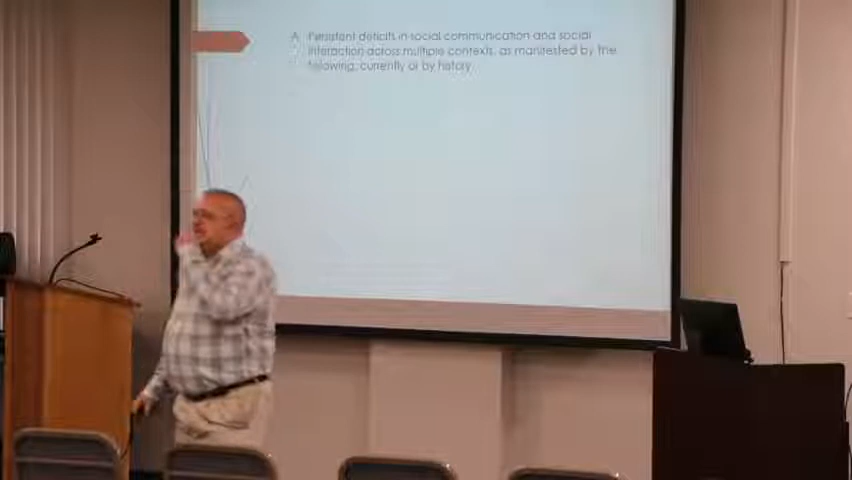 A. Persistent deficits in social communication and social
interaction across multiple contexts, as manifested by the
following, currently or by history